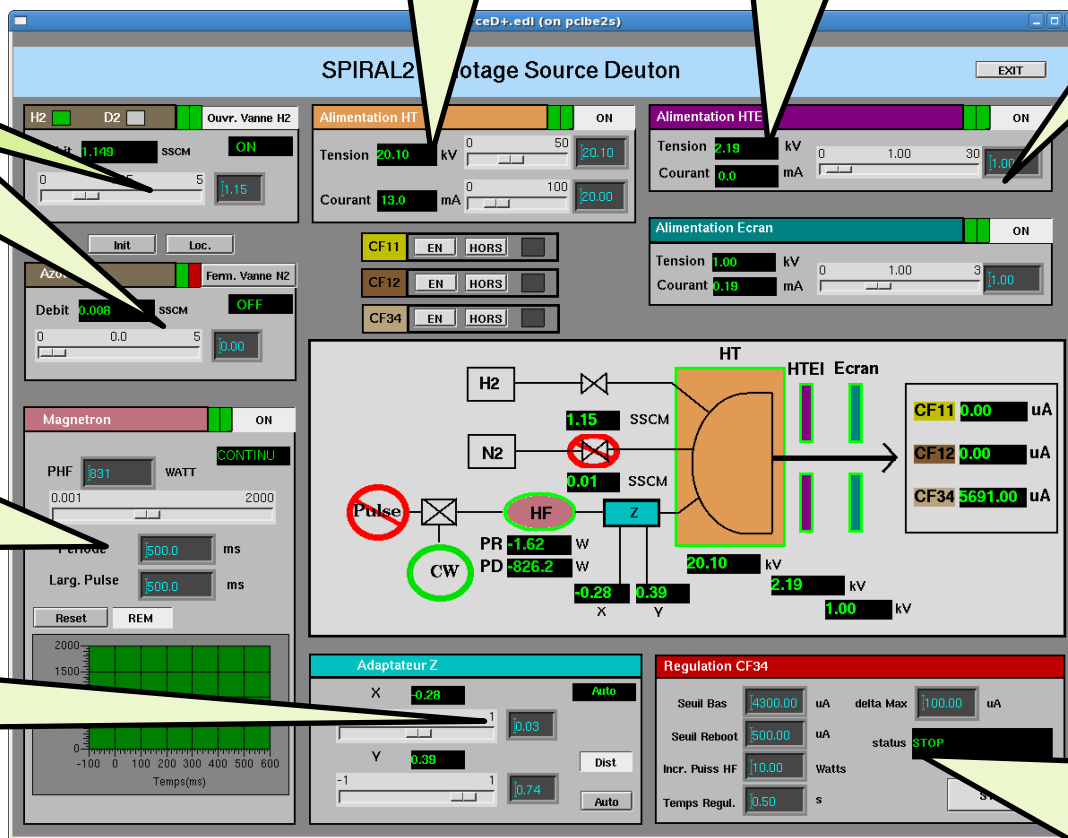 rceD+.edl (on pclbe2s)
SPIRAL2 lotage Source Deuton
EXIT
H2 D2 Ouvr. Vanne H2
bit 1.149 SSCM ON
0 5
1.15
Init Loc.
Ferm. Vanne N2
Debit 0.008 SSCM OFF
0 0.0 5
0.00
Alimentation HT ON
Tension 20.10 kV 0 50 20.10
Courant 13.0 mA 0 100 20.00
CF11 EN HORS
CF12 EN HORS
CF34 EN HORS
Alimentation HTE ON
Tension 2.19 kV 0 1.00 30 1.00
Courant 0.0 mA
Alimentation Ecran ON
Tension 1.00 kV 0 1.00 3 1.00
Courant 0.19 mA
Magnetron ON
CONTINU
PHF 831 WATT
0.001 2000
Periode 500.0 ms
Larg. Pulse 500.0 ms
Reset REM
2000
1500
0
-100 0 100 200 300 400 500 600
Temps(ms)
HT
HTEI Ecran
H2
1.15 SSCM
N2
0.01 SSCM
Pulse HF Z
CW
PR -1.62 W
PD -826.2 W
-0.28 0.39
X Y
20.10 kV
2.19 kV
1.00 kV
CF11 0.00 uA
CF12 0.00 uA
CF34 5691.00 uA
Adaptateur Z
X -0.28 Auto
1 0.03
Y 0.39 Dist
-1 1 0.74
Auto
Regulation CF34
Seuil Bas 4300.00 uA delta Max 100.00 uA
Seuil Reboot 500.00 uA status STOP
Incr. Puiss HF 10.00 Watts
Temps Regul. 0.50 s